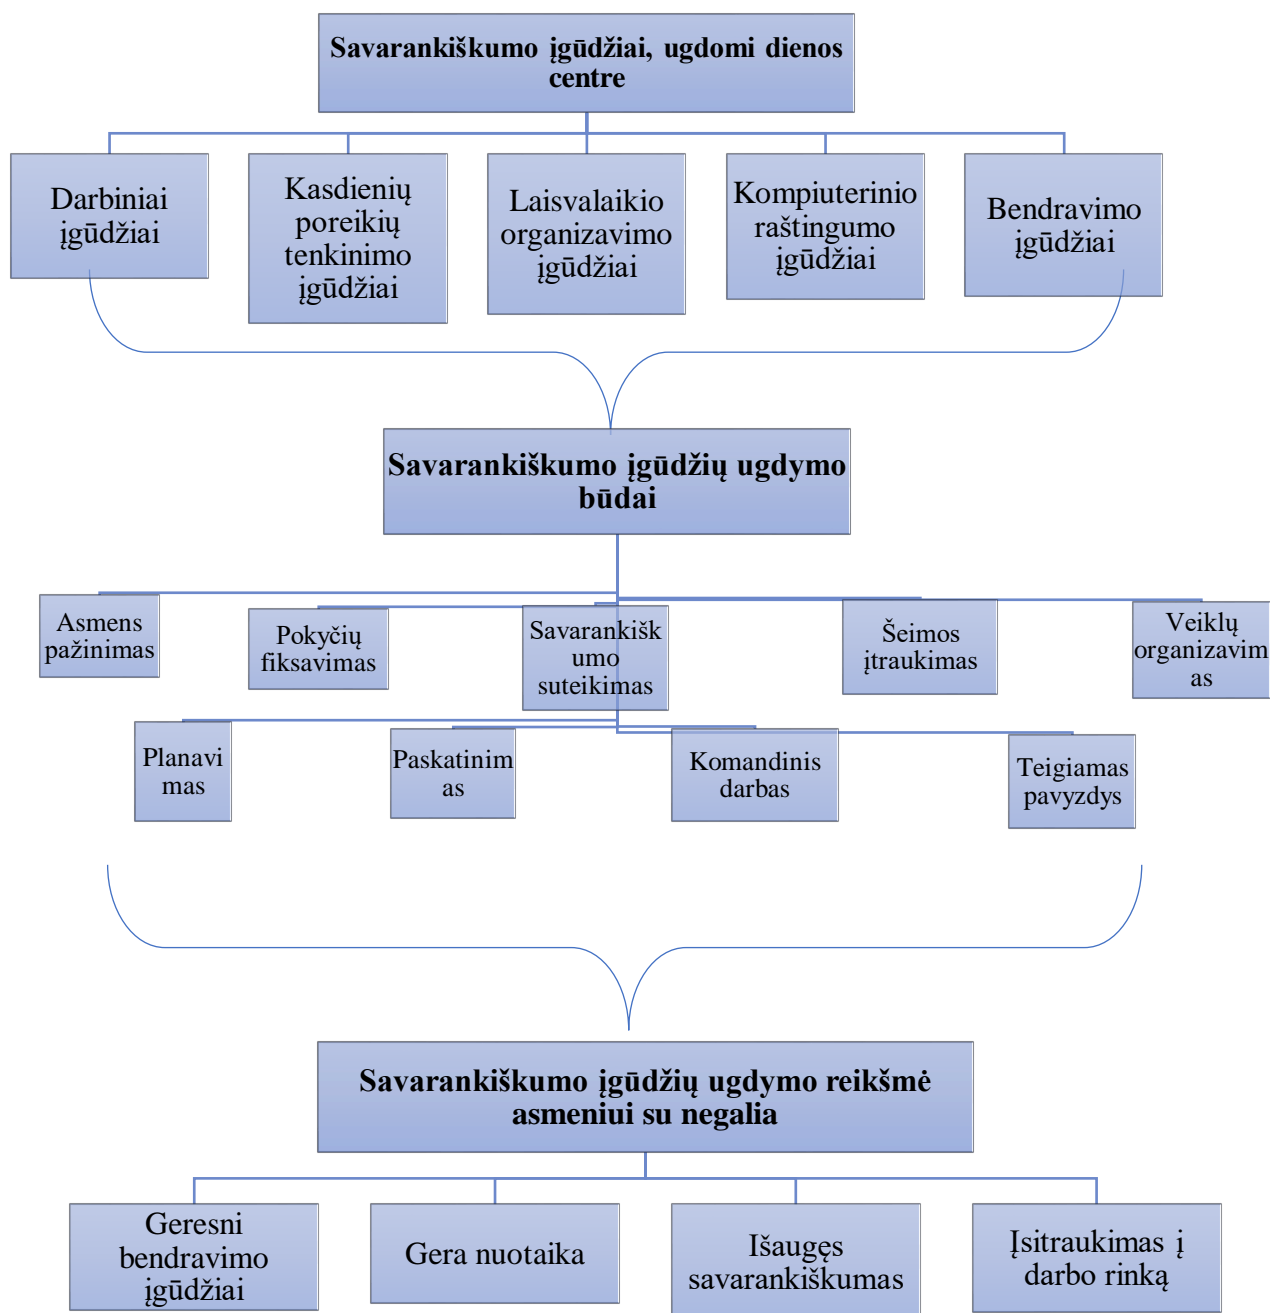 Savarankiškumo įgūdžiai, ugdomi dienos
centre
Darbiniai
įgūdžiai
Kasdienių
poreikių
tenkinimo
įgūdžiai
Laisvalaikio
organizavimo
įgūdžiai
Kompiuterinio
raštingumo
įgūdžiai
Bendravimo
įgūdžiai
Savarankiškumo įgūdžių ugdymo
būdai
Asmens
pažinimas
Pokyčių
fiksavimas
Savarankišk
umo
suteikimas
Šeimos
įtraukimas
Veiklų
organizavim
as
Planavi
mas
Paskatinim
as
Komandinis
darbas
Teigiamas
pavyzdys
Savarankiškumo įgūdžių ugdymo reikšmė
asmeniui su negalia
Geresni
bendravimo
įgūdžiai
Gera nuotaika
Išaugęs
savarankiškumas
Įsitraukimas į
darbo rinką